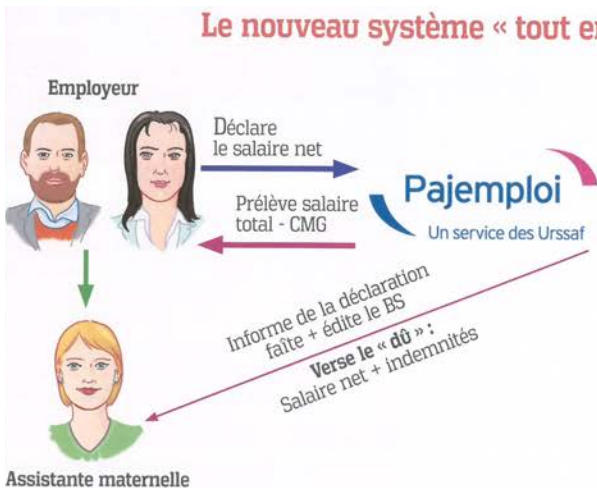 Le nouveau système « tout
Employeur
Déclare
le salaire net
Prélève salaire
total - CMG
Pajemploi
Un service des Urssaf
Informe de la déclaration
faîte + édite le BS
Verse le « dû » :
Salaire net + indemnités
Assistante maternelle